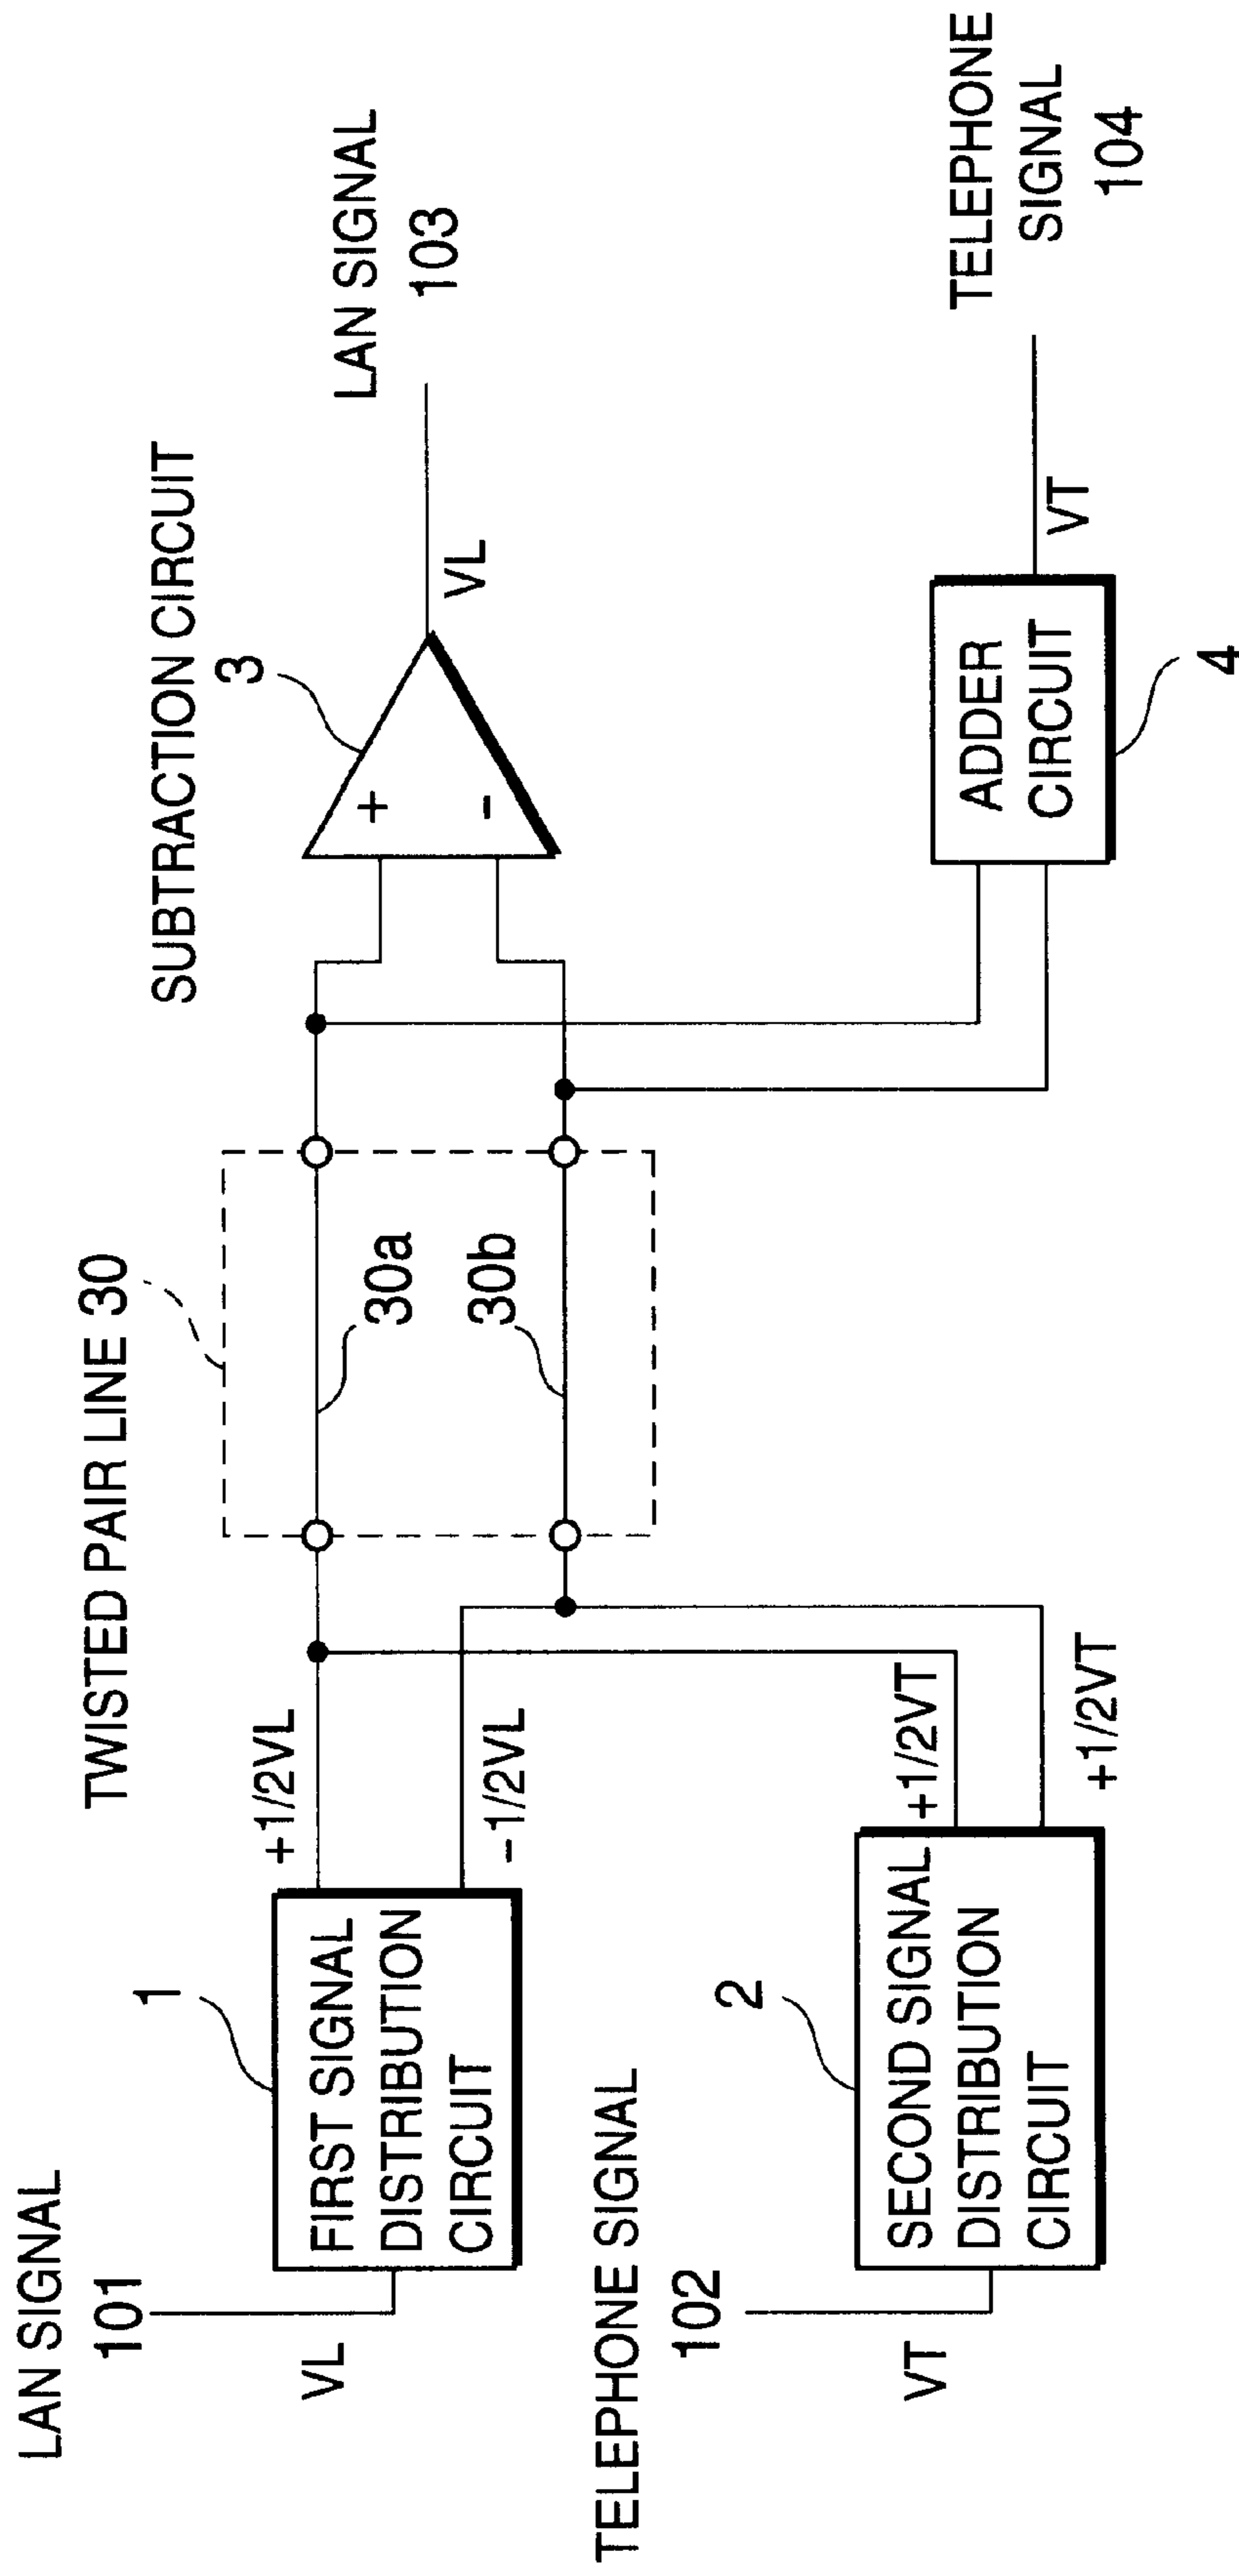 LAN SIGNAL
101
VL
1
FIRST SIGNAL
DISTRIBUTION
CIRCUIT
+1/2VL
-1/2VL
TELEPHONE SIGNAL
102
VT
2
SECOND SIGNAL
DISTRIBUTION
CIRCUIT
+1/2VT
+1/2VT
TWISTED PAIR LINE 30
30a
30b
SUBTRACTION CIRCUIT
3
+
-
VL
LAN SIGNAL
103
ADDER
CIRCUIT
4
VT
TELEPHONE
SIGNAL
104